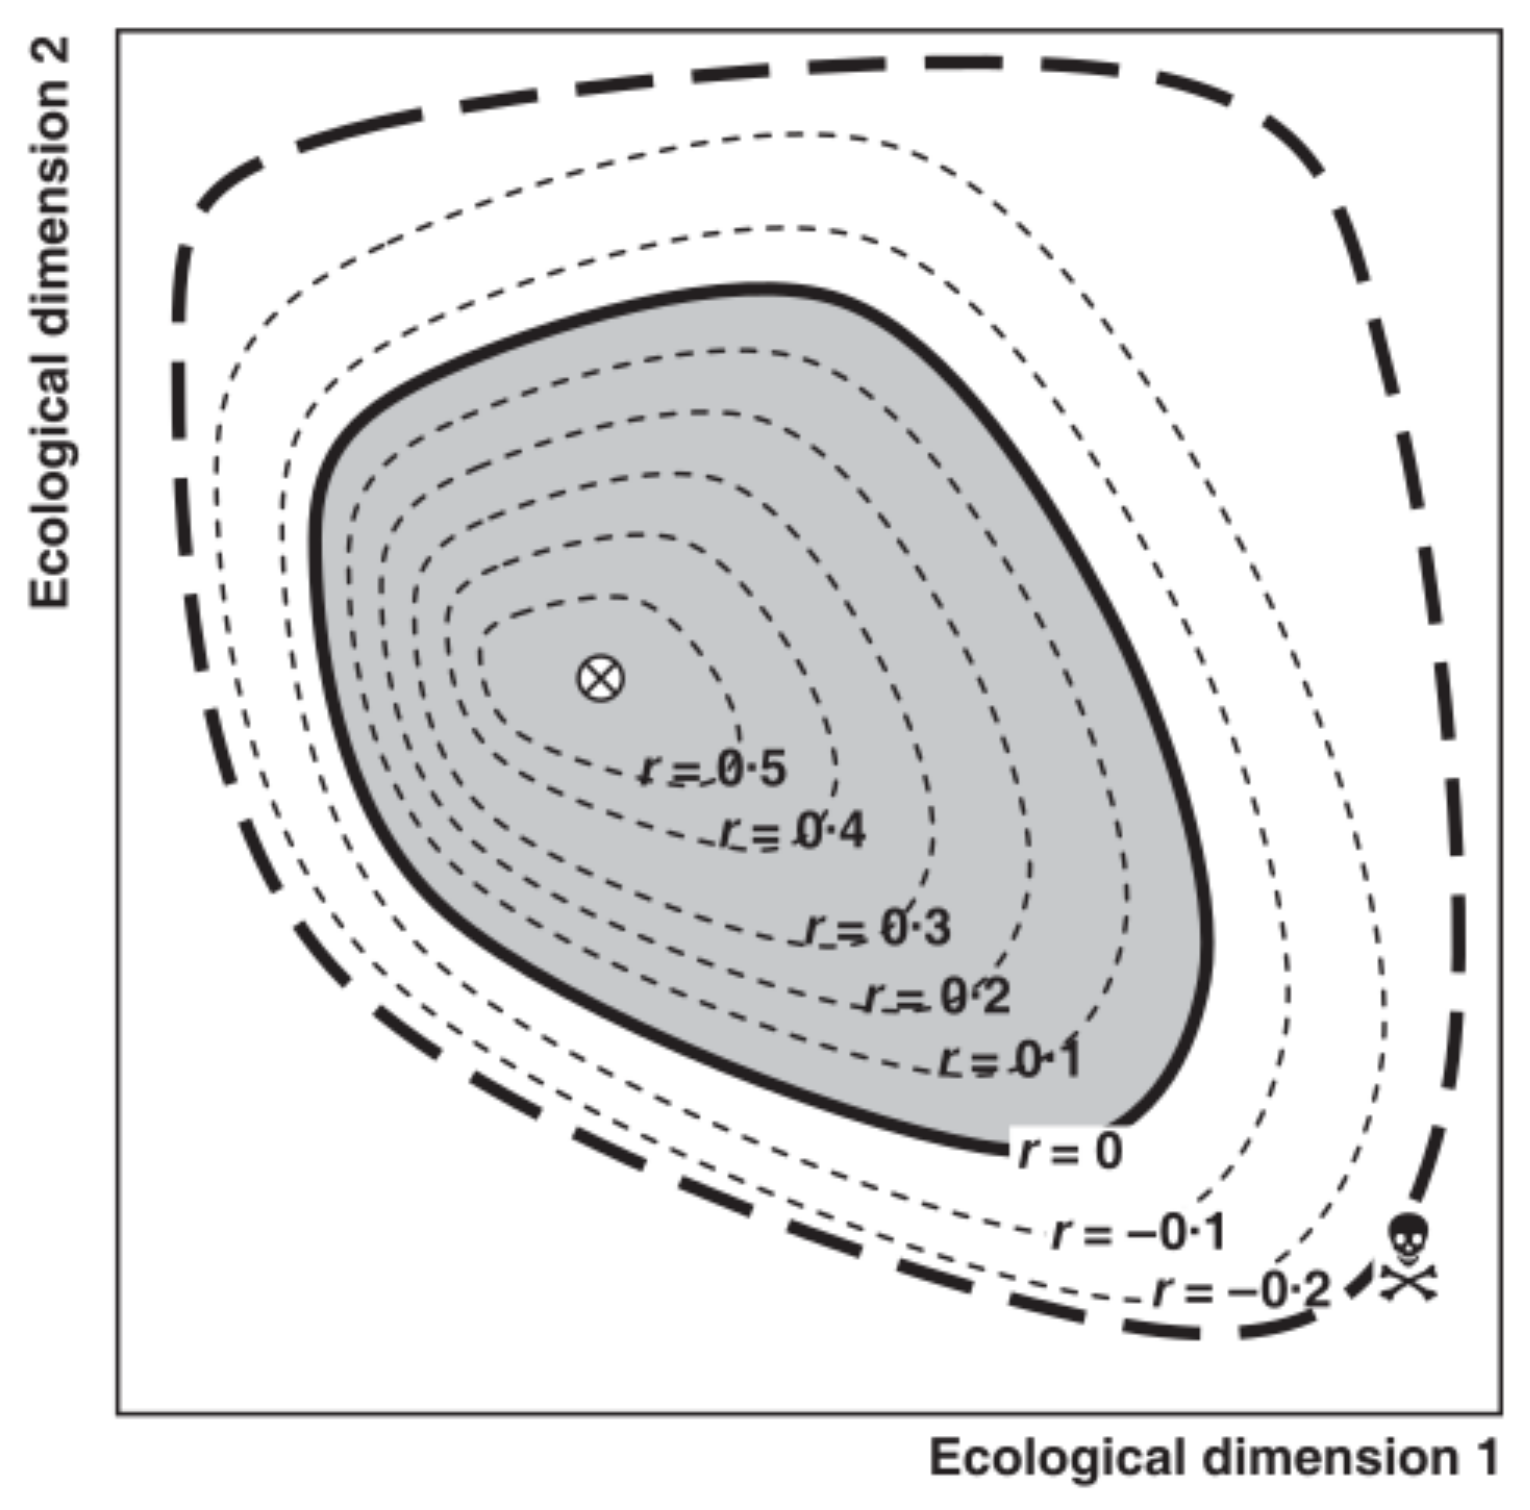 Ecological dimension 2
r = 0·5
r = 0·4
r = 0·3
r = 0·2
r = 0·1
r = 0
r = −0·1
r = −0·2
Ecological dimension 1